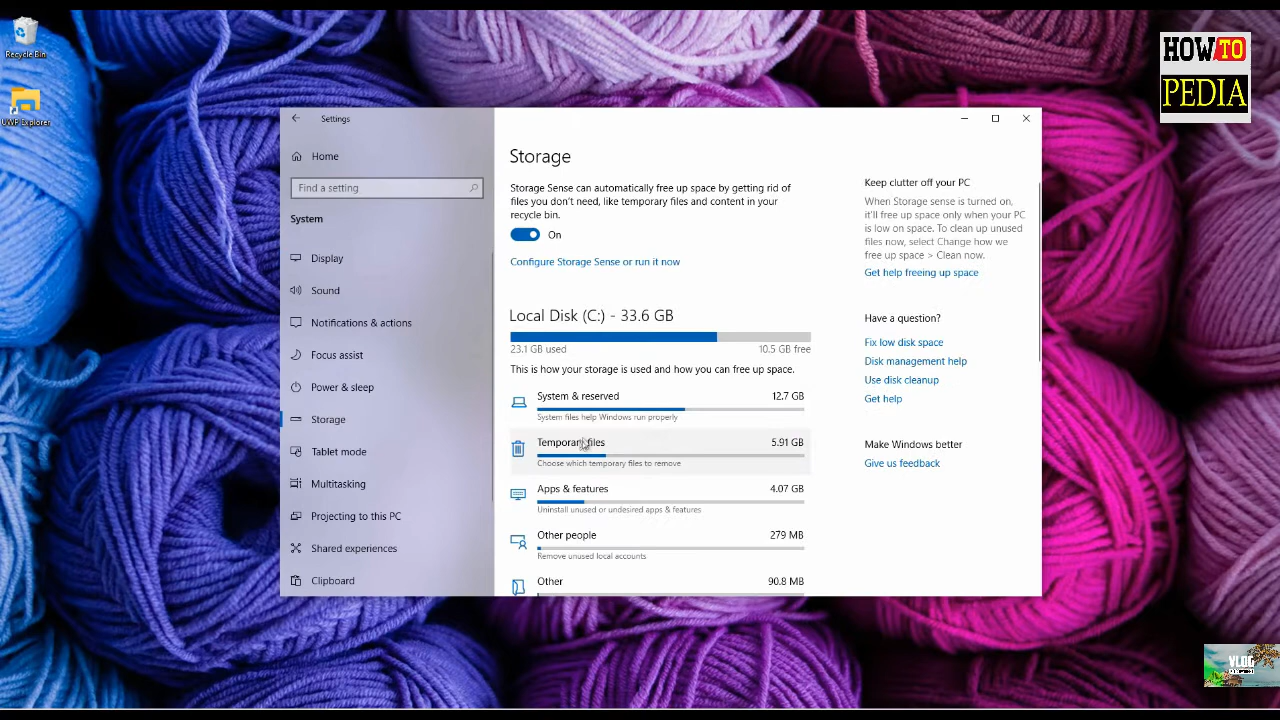 Recycle Bin
UWP Explorer
HOW TO
PEDIA
Settings
Home
Find a setting
System
Display
Sound
Notifications & actions
Focus assist
Power & sleep
Storage
Tablet mode
Multitasking
Projecting to this PC
Shared experiences
Clipboard
Storage
Storage Sense can automatically free up space by getting rid of
files you don't need, like temporary files and content in your
recycle bin.
On
Configure Storage Sense or run it now
Local Disk (C:) - 33.6 GB
23.1 GB used 10.5 GB free
This is how your storage is used and how you can free up space.
System & reserved 12.7 GB
System files help Windows run properly
Temporary files 5.91 GB
Choose which temporary files to remove
Apps & features 4.07 GB
Uninstall unused or undesired apps & features
Other people 279 MB
Remove unused local accounts
Other 90.8 MB
Keep clutter off your PC
When Storage sense is turned on,
it'll free up space only when your PC
is low on space. To clean up unused
files now, select Change how we
free up space > Clean now.
Get help freeing up space
Have a question?
Fix low disk space
Disk management help
Use disk cleanup
Get help
Make Windows better
Give us feedback
VLOG